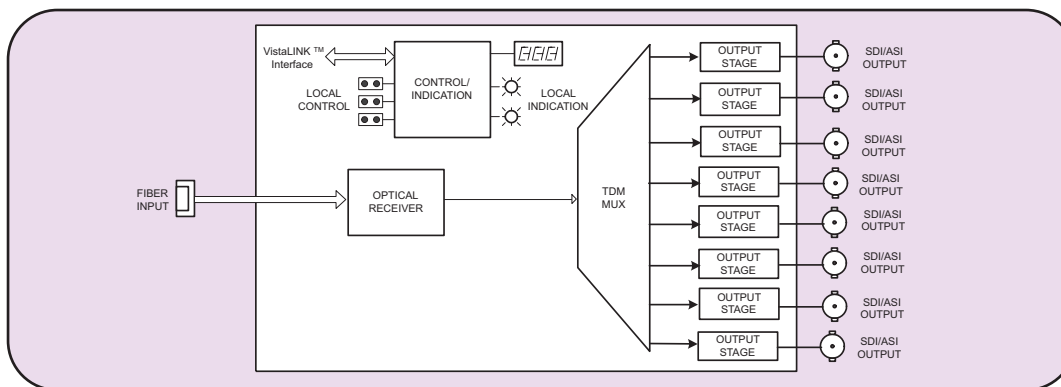 VistaLINK ™
Interface
LOCAL
CONTROL
CONTROL/
INDICATION
LOCAL
INDICATION
FIBER
INPUT
OPTICAL
RECEIVER
TDM
MUX
OUTPUT
STAGE
SDI/ASI
OUTPUT
OUTPUT
STAGE
SDI/ASI
OUTPUT
OUTPUT
STAGE
SDI/ASI
OUTPUT
OUTPUT
STAGE
SDI/ASI
OUTPUT
OUTPUT
STAGE
SDI/ASI
OUTPUT
OUTPUT
STAGE
SDI/ASI
OUTPUT
OUTPUT
STAGE
SDI/ASI
OUTPUT
OUTPUT
STAGE
SDI/ASI
OUTPUT